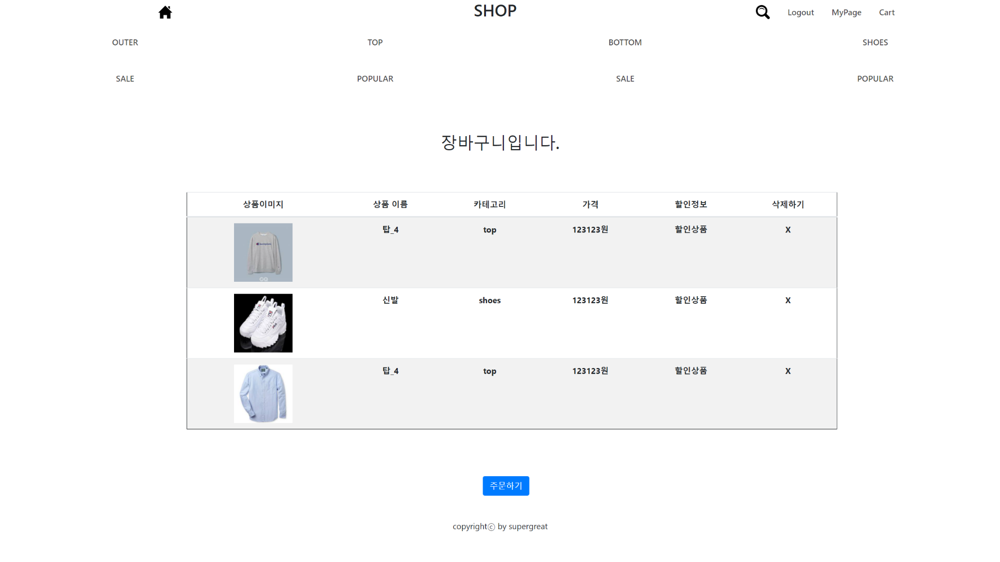 SHOP
Logout MyPage Cart
OUTER TOP BOTTOM SHOES
SALE POPULAR SALE POPULAR
장바구니입니다.
상품이미지 상품 이름 카테고리 가격 할인정보 삭제하기
탑_4 top 123123원 할인상품 X
Champion
신발 shoes 123123원 할인상품 X
FILA
탑_4 top 123123원 할인상품 X
주문하기
copyrightⓒ by supergreat